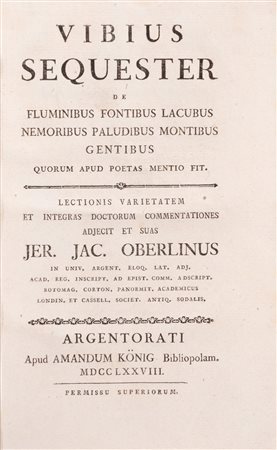 VIBIUS
SEQUESTER
DE
FLUMINIBUS FONTIBUS LACUBUS
NEMORIBUS PALUDIBUS MONTIBUS
GENTIBUS
QUORUM APUD POETAS MENTIO FIT.
LECTIONIS VARIETATEM
ET INTEGRAS DOCTORUM COMMENTATIONES
ADJECIT ET SUAS
JER. JAC. OBERLINUS
IN UNIV. ARGENT. ELOQ. LAT. ADJ.
ACAD. REG. INSCRIPT. AD EPIST. COMM. ADSCRIPT.
ROTOMAG. CORTON. PANORMIT. ACADEMICUS
LONDIN. ET CASSELL. SOCIET. ANTIQ. SODALIS.
ARGENTORATI
Apud AMANDUM KÖNIG Bibliopolam.
MDCCLXXVIII.
PERMISSU SUPERIORUM.